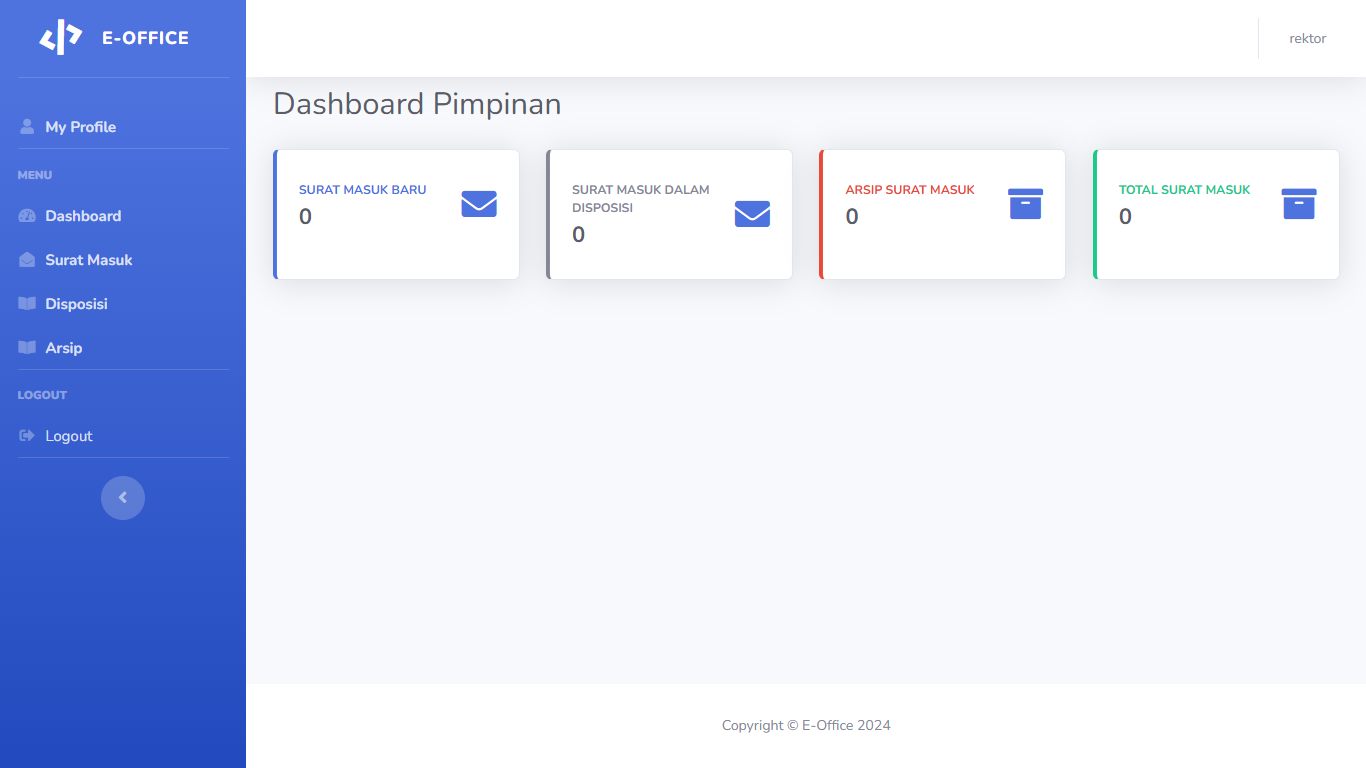 E-OFFICE
rektor
My Profile
MENU
Dashboard
Surat Masuk
Disposisi
Arsip
LOGOUT
Logout
Dashboard Pimpinan
SURAT MASUK BARU
0
SURAT MASUK DALAM
DISPOSISI
0
ARSIP SURAT MASUK
0
TOTAL SURAT MASUK
0
Copyright © E-Office 2024